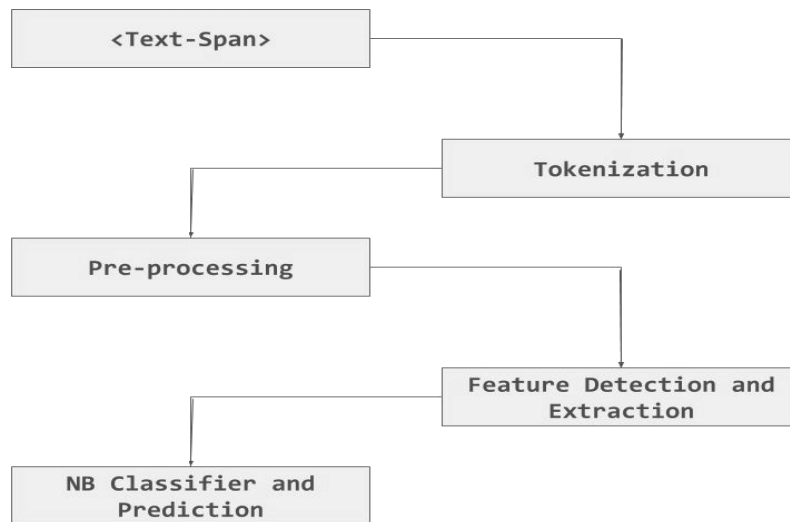 <Text-Span>
Tokenization
Pre-processing
Feature Detection and
Extraction
NB Classifier and
Prediction